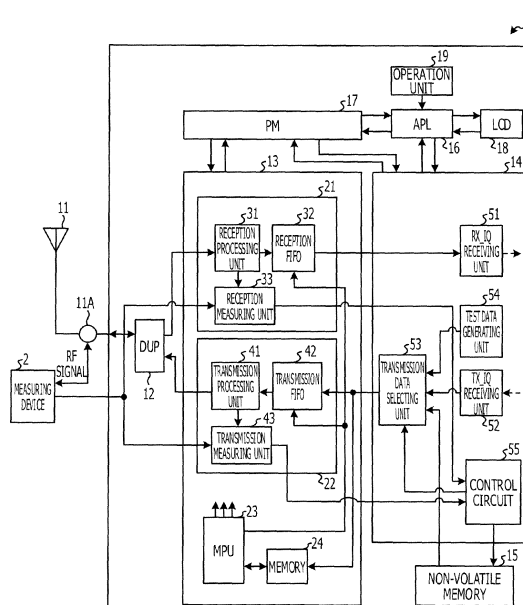 19
OPERATION
UNIT
17
PM
APL
LCD
16
18
13
14
21
11
31
32
51
RECEPTION
PROCESSING
UNIT
RECEPTION
FIFO
RX_IQ
RECEIVING
UNIT
33
RECEPTION
MEASURING UNIT
54
TEST DATA
GENERATING
UNIT
11A
2
RF
SIGNAL
DUP
12
MEASURING
DEVICE
41
42
53
TRANSMISSION
PROCESSING
UNIT
TRANSMISSION
FIFO
TRANSMISSION
DATA
SELECTING
UNIT
TX_IQ
RECEIVING
UNIT
52
43
TRANSMISSION
MEASURING UNIT
22
55
CONTROL
CIRCUIT
23
MPU
24
MEMORY
15
NON-VOLATILE
MEMORY